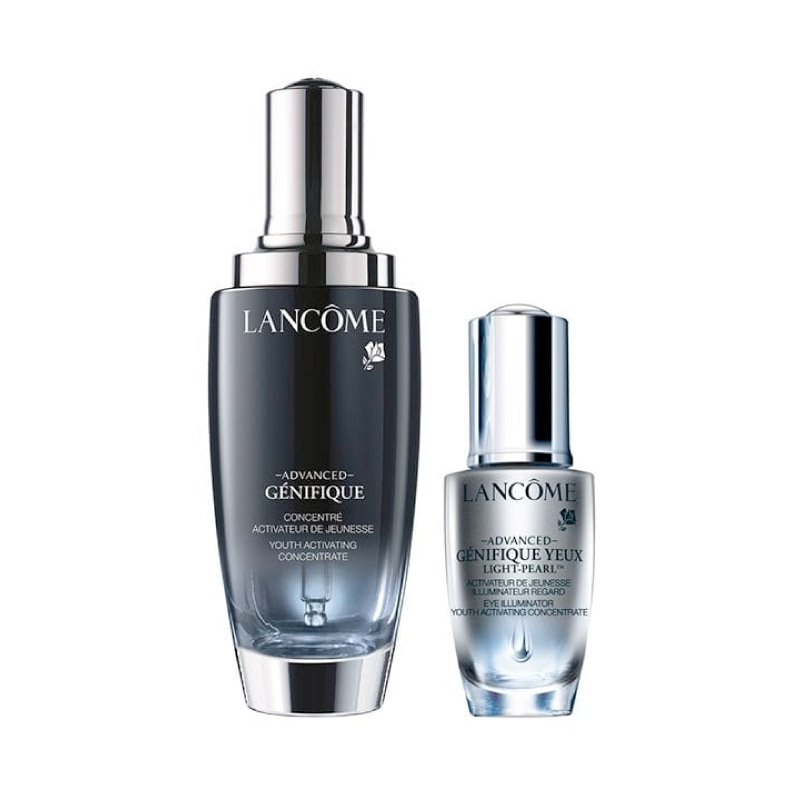 LANCÔME
–ADVANCED–
GÉNIFIQUE
CONCENTRÉ
ACTIVATEUR DE JEUNESSE
YOUTH ACTIVATING
CONCENTRATE
LANCÔME
–ADVANCED–
GÉNIFIQUE YEUX
LIGHT-PEARL™
ACTIVATEUR DE JEUNESSE
ILLUMINATEUR REGARD
EYE ILLUMINATOR
YOUTH ACTIVATING CONCENTRATE